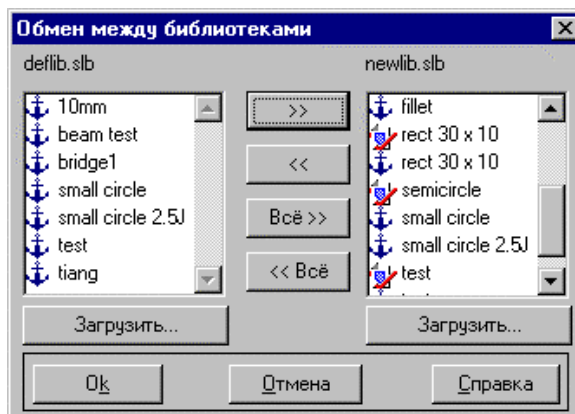 Обмен между библиотеками
deflib.slb
newlib.slb
10mm
beam test
bridge1
small circle
small circle 2.5J
test
tiang
>>
<<
Всё >>
<< Всё
fillet
rect 30 x 10
rect 30 x 10
semicircle
small circle
small circle 2.5J
test
Загрузить...
Загрузить...
Ok
Отмена
Справка